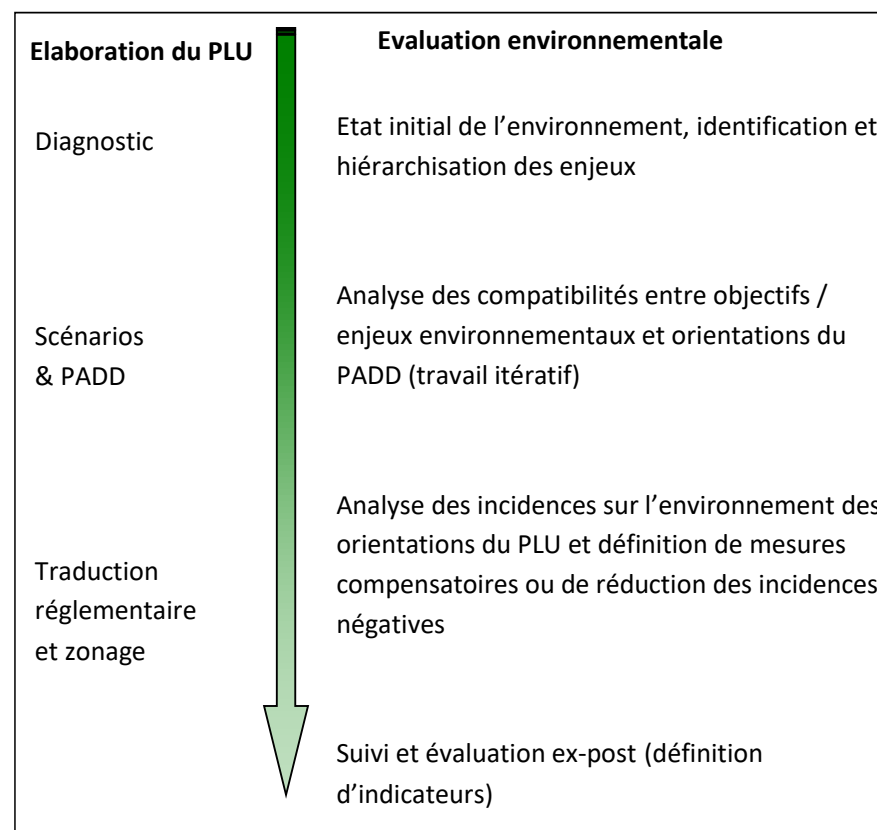 Elaboration du PLU
Evaluation environnementale
Diagnostic
Etat initial de l’environnement, identification et
hiérarchisation des enjeux
Scénarios
& PADD
Analyse des compatibilités entre objectifs /
enjeux environnementaux et orientations du
PADD (travail itératif)
Traduction
réglementaire
et zonage
Analyse des incidences sur l’environnement des
orientations du PLU et définition de mesures
compensatoires ou de réduction des incidences
négatives
Suivi et évaluation ex-post (définition
d’indicateurs)